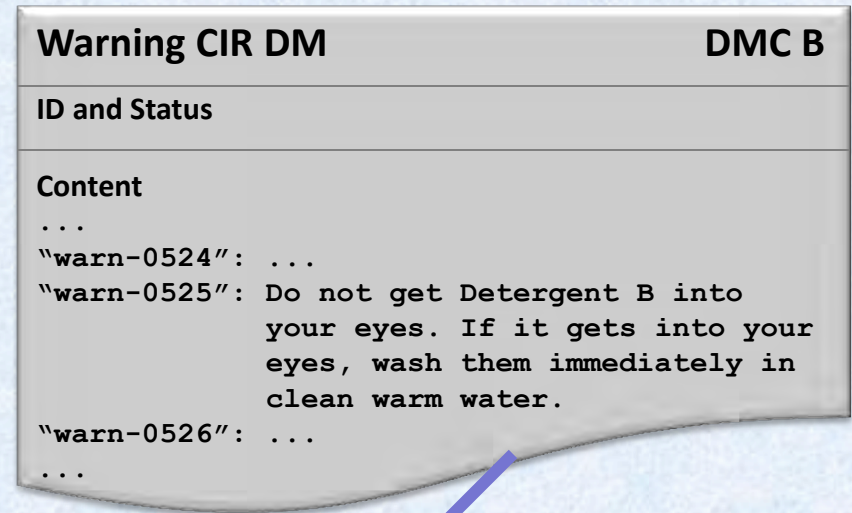 Warning CIR DM DMC B
ID and Status
Content
...
“warn-0524”: ...
“warn-0525”: Do not get Detergent B into
your eyes. If it gets into your
eyes, wash them immediately in
clean warm water.
“warn-0526”: ...
...